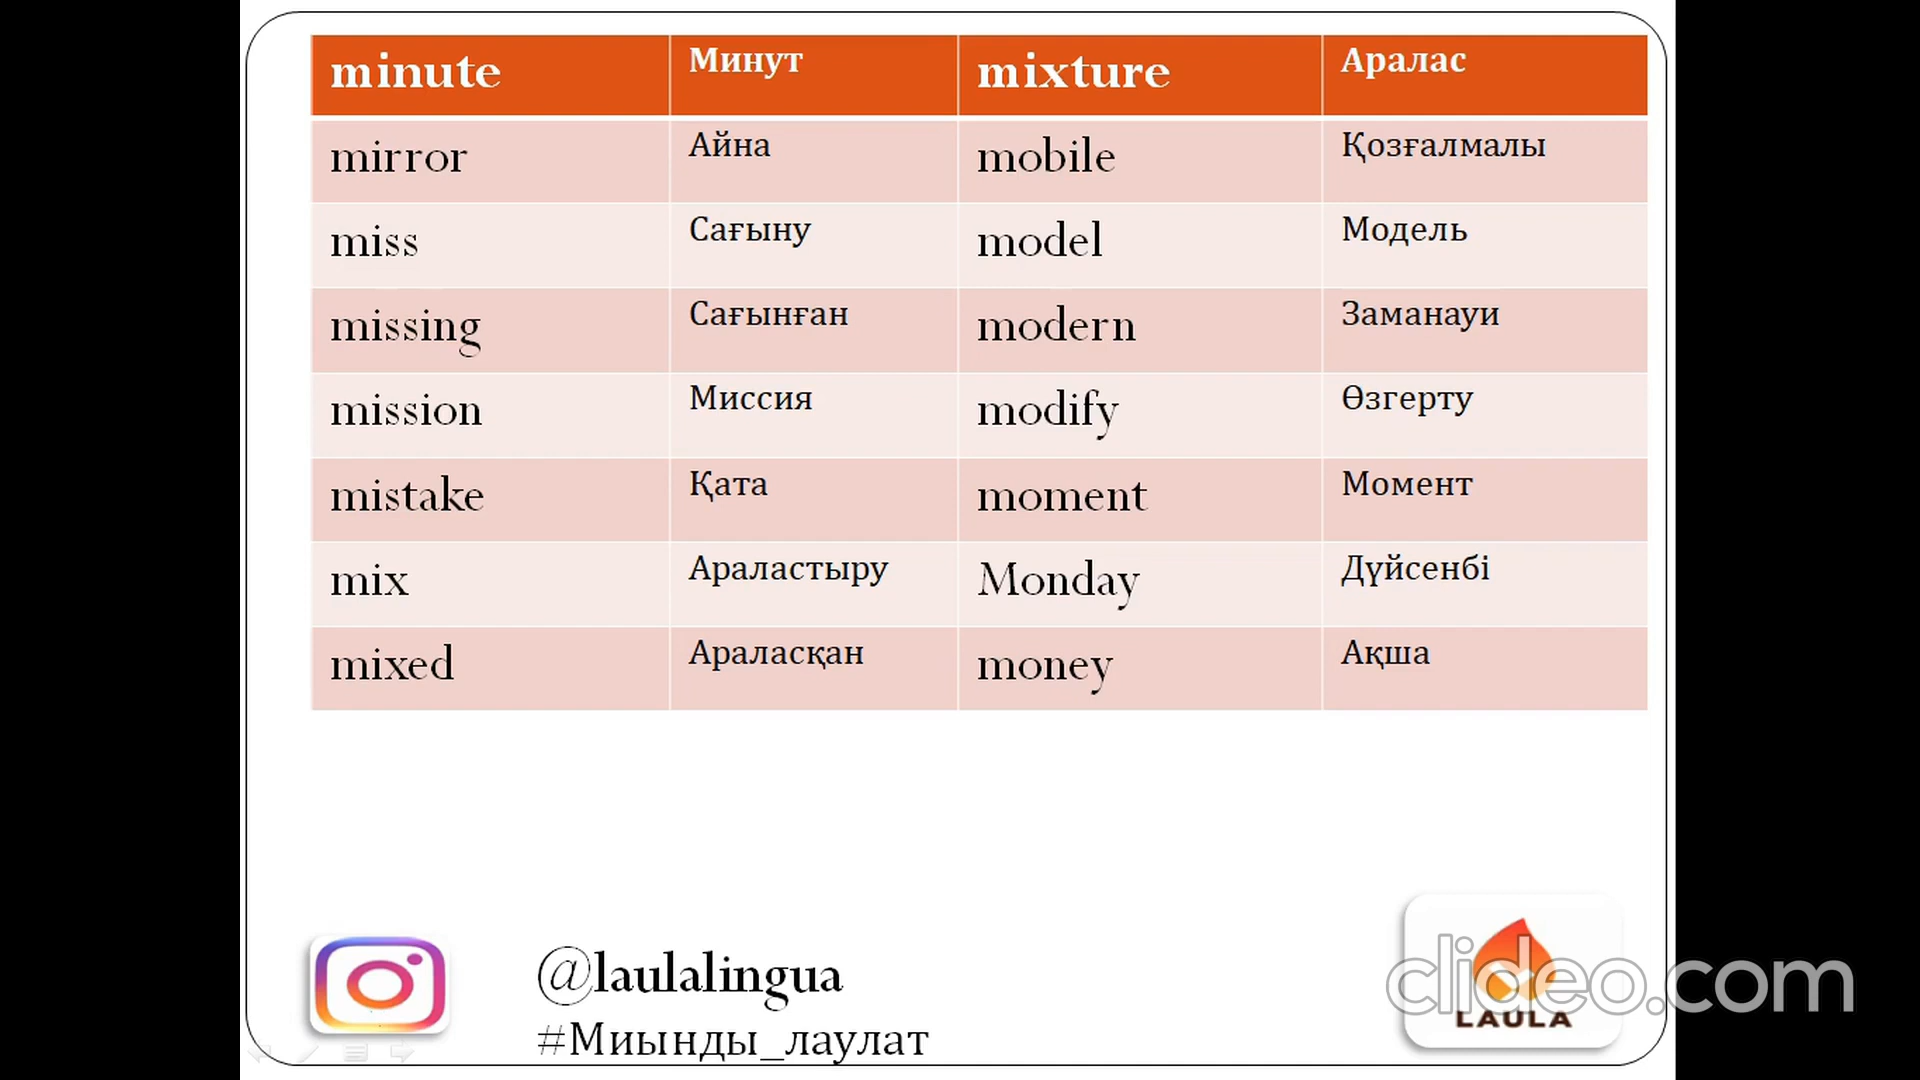 minute Минут mixture Аралас
mirror Айна mobile Қозғалмалы
miss Сағыну model Модель
missing Сағынған modern Заманауи
mission Миссия modify Өзгерту
mistake Қата moment Момент
mix Араластыру Monday Дүйсенбі
mixed Араласқан money Ақша
@laulalingua
#Миынды_лаулат
LAULA
clideo.com